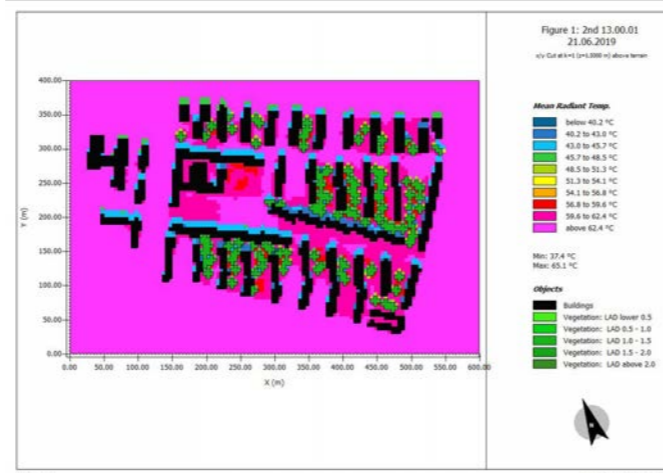 Figure 1: 2nd 13.00.01
21.06.2019
x/y Cut at k=1 (z=1.0000 m) above terrain
400.00
350.00
300.00
250.00
200.00
150.00
100.00
50.00
0.00
Y (m)
0.00 50.00 100.00 150.00 200.00 250.00 300.00 350.00 400.00 450.00 500.00 550.00 600.00
X (m)
Mean Radiant Temp.
below 40.2 °C
40.2 to 43.0 °C
43.0 to 45.7 °C
45.7 to 48.5 °C
48.5 to 51.3 °C
51.3 to 54.1 °C
54.1 to 56.8 °C
56.8 to 59.6 °C
59.6 to 62.4 °C
above 62.4 °C
Min: 37.4 °C
Max: 65.1 °C
Objects
Buildings
Vegetation: LAD lower 0.5
Vegetation: LAD 0.5 - 1.0
Vegetation: LAD 1.0 - 1.5
Vegetation: LAD 1.5 - 2.0
Vegetation: LAD above 2.0
N